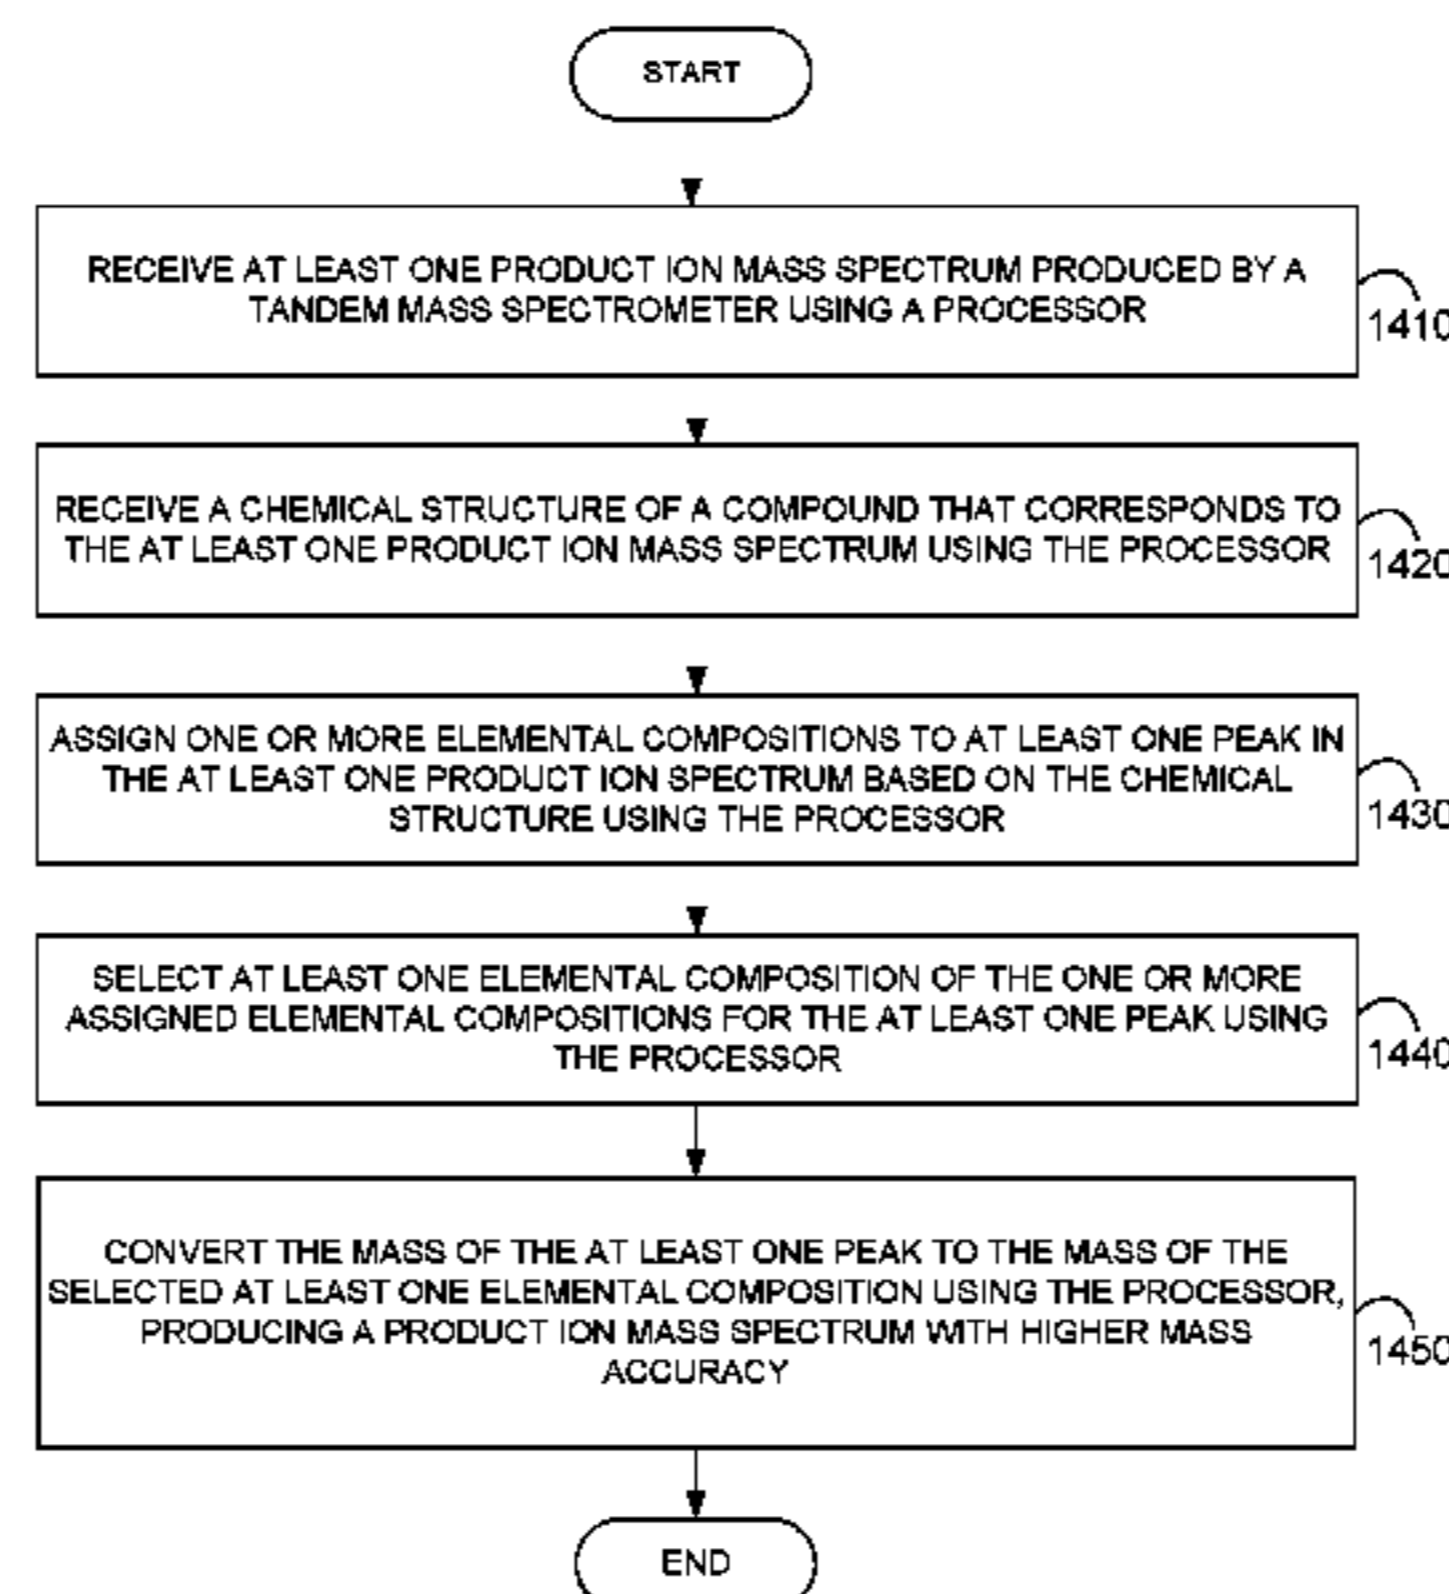 START
RECEIVE AT LEAST ONE PRODUCT ION MASS SPECTRUM PRODUCED BY A
TANDEM MASS SPECTROMETER USING A PROCESSOR
1410
RECEIVE A CHEMICAL STRUCTURE OF A COMPOUND THAT CORRESPONDS TO
THE AT LEAST ONE PRODUCT ION MASS SPECTRUM USING THE PROCESSOR
1420
ASSIGN ONE OR MORE ELEMENTAL COMPOSITIONS TO AT LEAST ONE PEAK IN
THE AT LEAST ONE PRODUCT ION SPECTRUM BASED ON THE CHEMICAL
STRUCTURE USING THE PROCESSOR
1430
SELECT AT LEAST ONE ELEMENTAL COMPOSITION OF THE ONE OR MORE
ASSIGNED ELEMENTAL COMPOSITIONS FOR THE AT LEAST ONE PEAK USING
THE PROCESSOR
1440
CONVERT THE MASS OF THE AT LEAST ONE PEAK TO THE MASS OF THE
SELECTED AT LEAST ONE ELEMENTAL COMPOSITION USING THE PROCESSOR,
PRODUCING A PRODUCT ION MASS SPECTRUM WITH HIGHER MASS
ACCURACY
1450
END